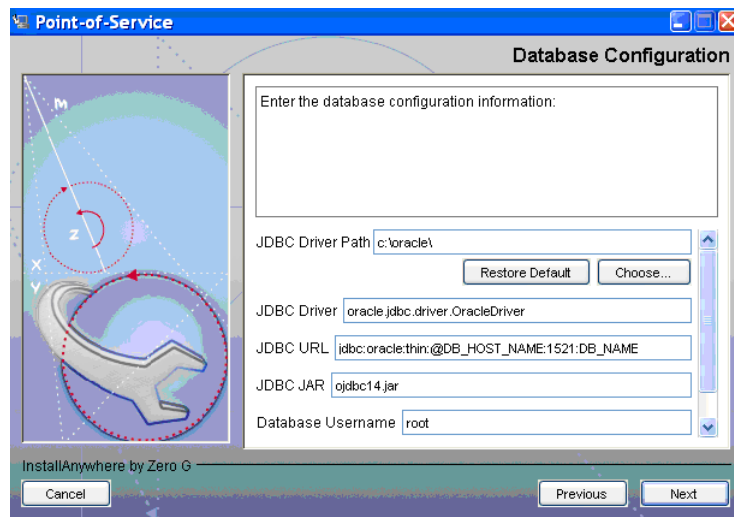 Point-of-Service
Database Configuration
M
Z
X
Y
Enter the database configuration information:
JDBC Driver Path c:\oracle\
Restore Default Choose...
JDBC Driver oracle.jdbc.driver.OracleDriver
JDBC URL jdbc:oracle:thin:@DB_HOST_NAME:1521:DB_NAME
JDBC JAR ojdbc14.jar
Database Username root
InstallAnywhere by Zero G
Cancel Previous Next